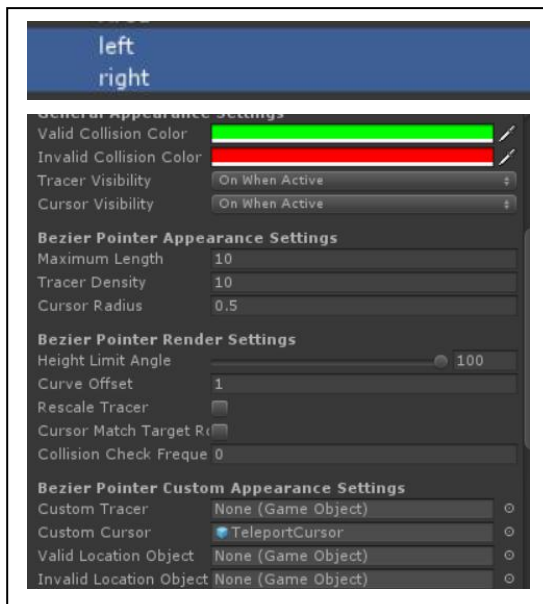 left
right
General Appearance Settings
Valid Collision Color
Invalid Collision Color
Tracer Visibility On When Active
Cursor Visibility On When Active
Bezier Pointer Appearance Settings
Maximum Length 10
Tracer Density 10
Cursor Radius 0.5
Bezier Pointer Render Settings
Height Limit Angle 100
Curve Offset 1
Rescale Tracer
Cursor Match Target R
Collision Check Freque 0
Bezier Pointer Custom Appearance Settings
Custom Tracer None (Game Object)
Custom Cursor TeleportCursor
Valid Location Object None (Game Object)
Invalid Location Object None (Game Object)